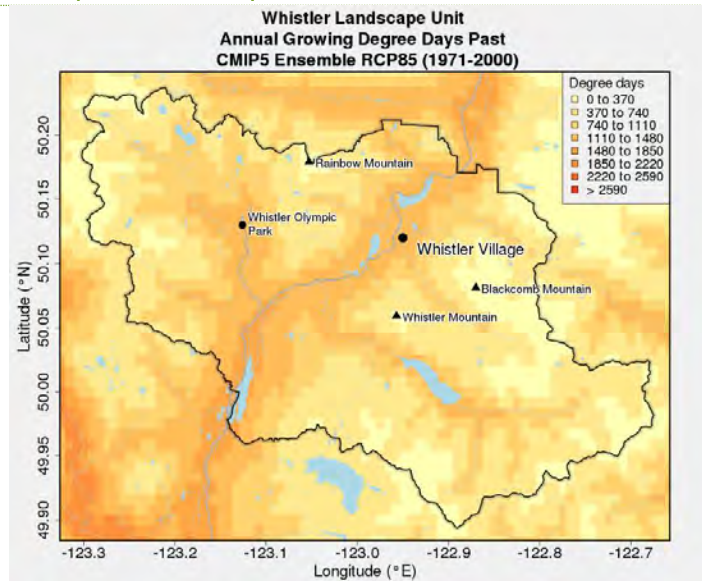 Whistler Landscape Unit
Annual Growing Degree Days Past
CMIP5 Ensemble RCP85 (1971-2000)
Degree days
0 to 370
370 to 740
740 to 1110
1110 to 1480
1480 to 1850
1850 to 2220
2220 to 2590
> 2590
Rainbow Mountain
Whistler Olympic
Park
Whistler Village
Blackcomb Mountain
Whistler Mountain
Latitude (°N)
50.20
50.15
50.10
50.05
50.00
49.95
49.90
-123.3
-123.2
-123.1
-123.0
-122.9
-122.8
-122.7
Longitude (°E)